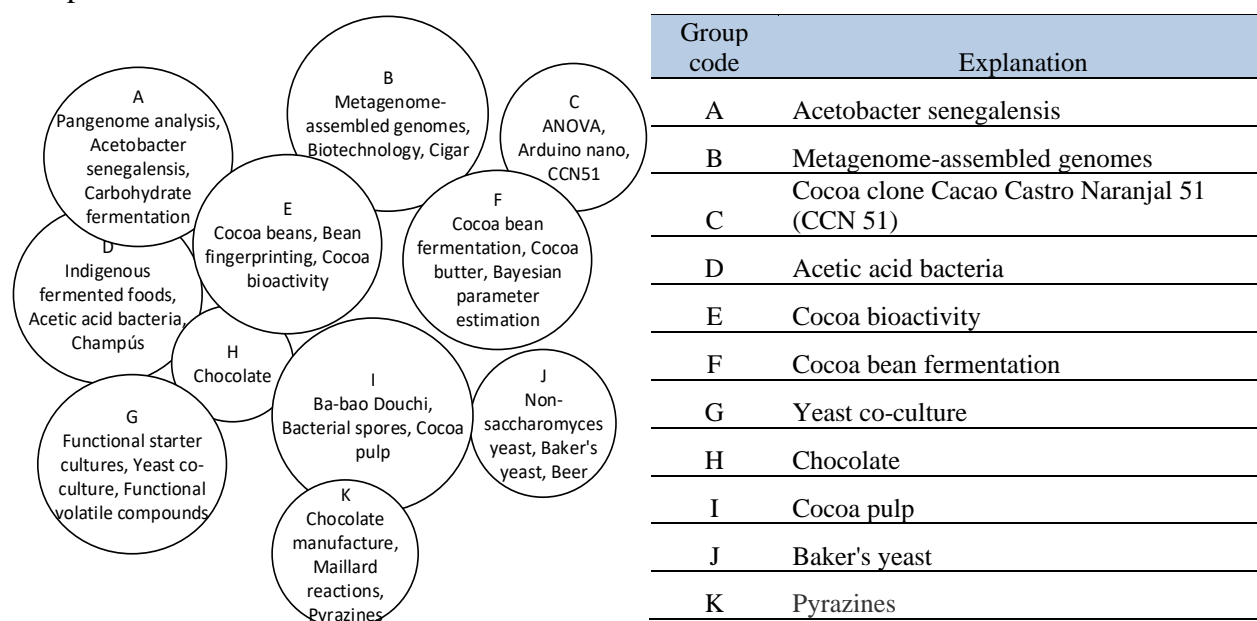 A
Pangenome analysis,
Acetobacter
senegalensis,
Carbohydrate
fermentation
B
Metagenome-
assembled genomes,
Biotechnology, Cigar
C
ANOVA,
Arduino nano,
CCN51
D
Indigenous
fermented foods,
Acetic acid bacteria,
Champús
E
Cocoa beans, Bean
fingerprinting, Cocoa
bioactivity
F
Cocoa bean
fermentation, Cocoa
butter, Bayesian
parameter
estimation
G
Functional starter
cultures, Yeast co-
culture, Functional
volatile compounds
H
Chocolate
I
Ba-bao Douchi,
Bacterial spores, Cocoa
pulp
J
Non-
saccharomyces
yeast, Baker's
yeast, Beer
K
Chocolate
manufacture,
Maillard
reactions,
Pyrazines
Group
code Explanation
A Acetobacter senegalensis
B Metagenome-assembled genomes
C Cocoa clone Cacao Castro Naranjal 51
(CCN 51)
D Acetic acid bacteria
E Cocoa bioactivity
F Cocoa bean fermentation
G Yeast co-culture
H Chocolate
I Cocoa pulp
J Baker's yeast
K Pyrazines